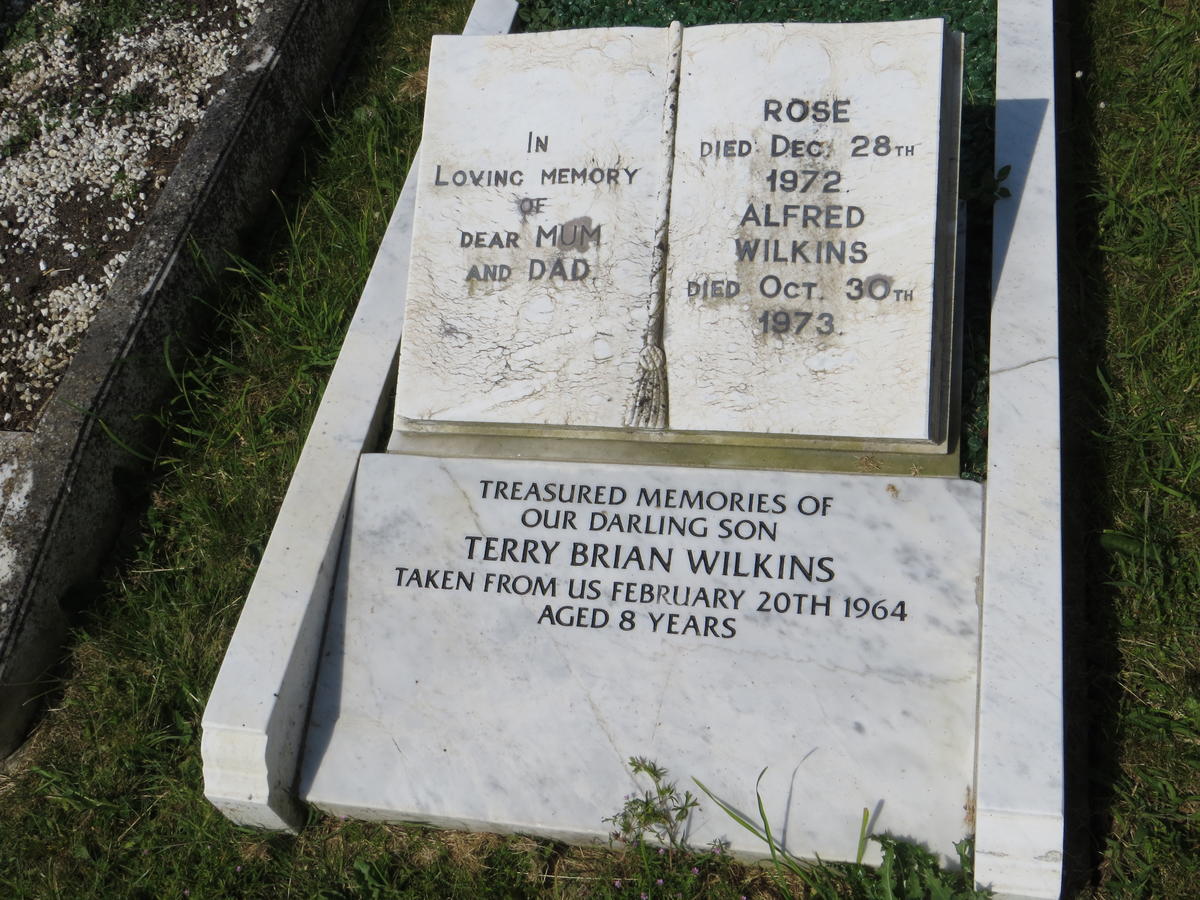 IN
LOVING MEMORY
OF
DEAR MUM
AND DAD
ROSE
DIED DEC. 28TH
1972.
ALFRED
WILKINS
DIED OCT. 30TH
1973.
TREASURED MEMORIES OF
OUR DARLING SON
TERRY BRIAN WILKINS
TAKEN FROM US FEBRUARY 20TH 1964
AGED 8 YEARS